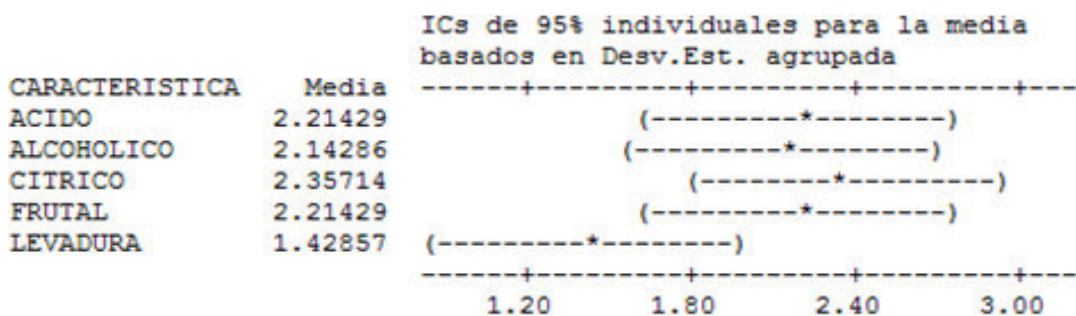 ICs de 95% individuales para la media
basados en Desv.Est. agrupada
CARACTERISTICA Media ------+---------+---------+---------+---
ACIDO 2.21429 (---------*--------)
ALCOHOLICO 2.14286 (---------*--------)
CITRICO 2.35714 (--------*---------)
FRUTAL 2.21429 (---------*--------)
LEVADURA 1.42857 (---------*--------)
------+---------+---------+---------+---
1.20 1.80 2.40 3.00